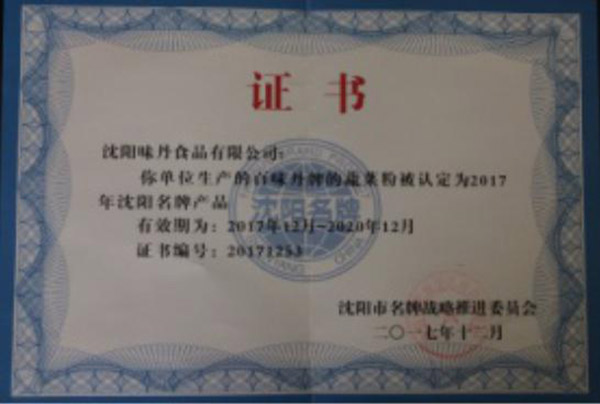 证书
沈阳味丹食品有限公司:
你单位生产的百味丹牌的蔬菜粉被认定为2017
年沈阳名牌产品
有效期为:2017年12月-2020年12月
证书编号:20171253
沈阳名牌
CHINA
沈阳市名牌战略推进委员会
二〇一七年十二月